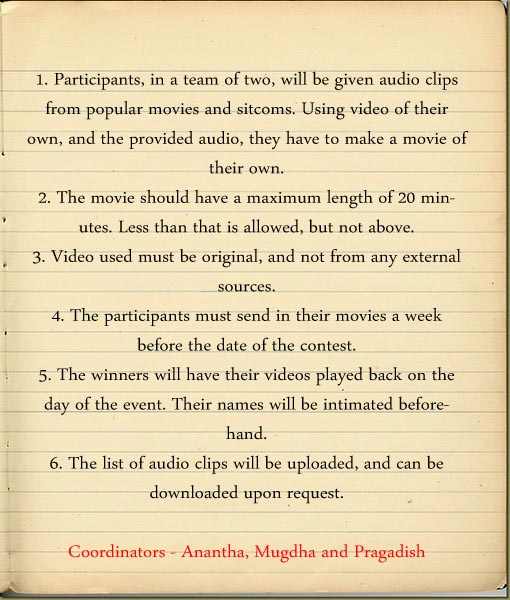 1. Participants, in a team of two, will be given audio clips
from popular movies and sitcoms. Using video of their
own, and the provided audio, they have to make a movie of
their own.
2. The movie should have a maximum length of 20 min-
utes. Less than that is allowed, but not above.
3. Video used must be original, and not from any external
sources.
4. The participants must send in their movies a week
before the date of the contest.
5. The winners will have their videos played back on the
day of the event. Their names will be intimated before-
hand.
6. The list of audio clips will be uploaded, and can be
downloaded upon request.
Coordinators - Anantha, Mugdha and Pragadish